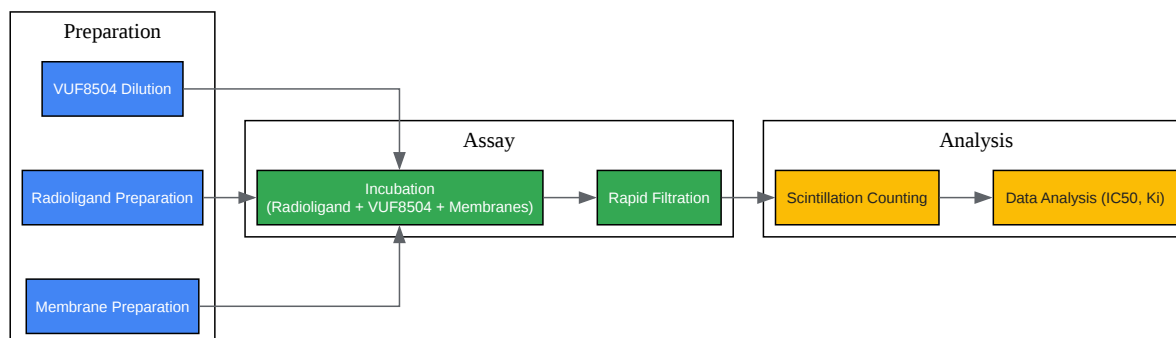 Preparation
VUF8504 Dilution
Radioligand Preparation
Membrane Preparation
Assay
Incubation
(Radioligand + VUF8504 + Membranes)
Rapid Filtration
Analysis
Scintillation Counting
Data Analysis (IC50, Ki)